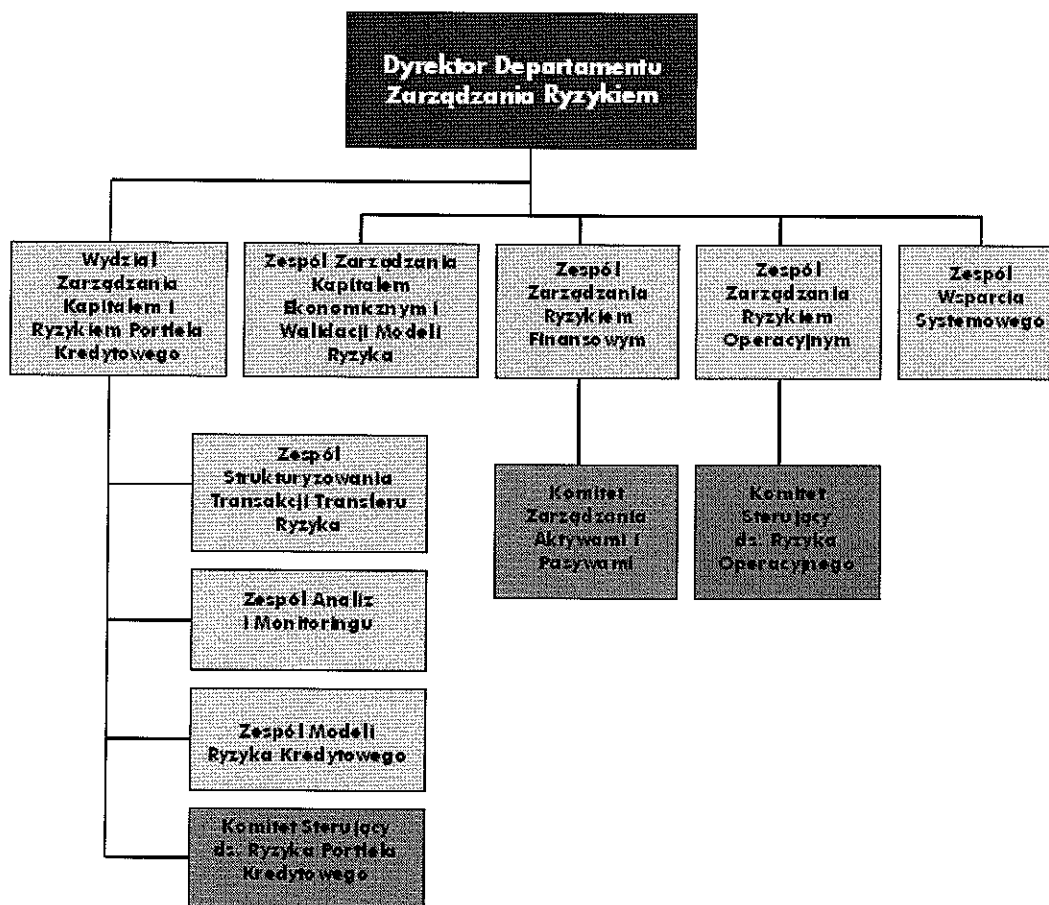 Dyrektor Departamentu
Zarządzania Ryzykiem
Wydział
Zarządzania
Kapitałem i
Ryzykiem Portfela
Kredytowego
Zespół Zarządzania
Kapitałem
Ekonomicznym i
Walidacji Modeli
Ryzyka
Zespół
Zarządzania
Ryzykiem
Finansowym
Zespół
Zarządzania
Ryzykiem
Operacyjnym
Zespół
Wsparcia
Systemowego
Zespół
Strukturyzowania
Transakcji Transferu
Ryzyka
Zespół Analiz
i Monitoringu
Zespół Modeli
Ryzyka Kredytowego
Komitet Sterujący
ds. Ryzyka Portfela
Kredytowego
Komitet
Zarządzania
Aktywami i
Pasywami
Komitet
Sterujący
ds. Ryzyka
Operacyjnego